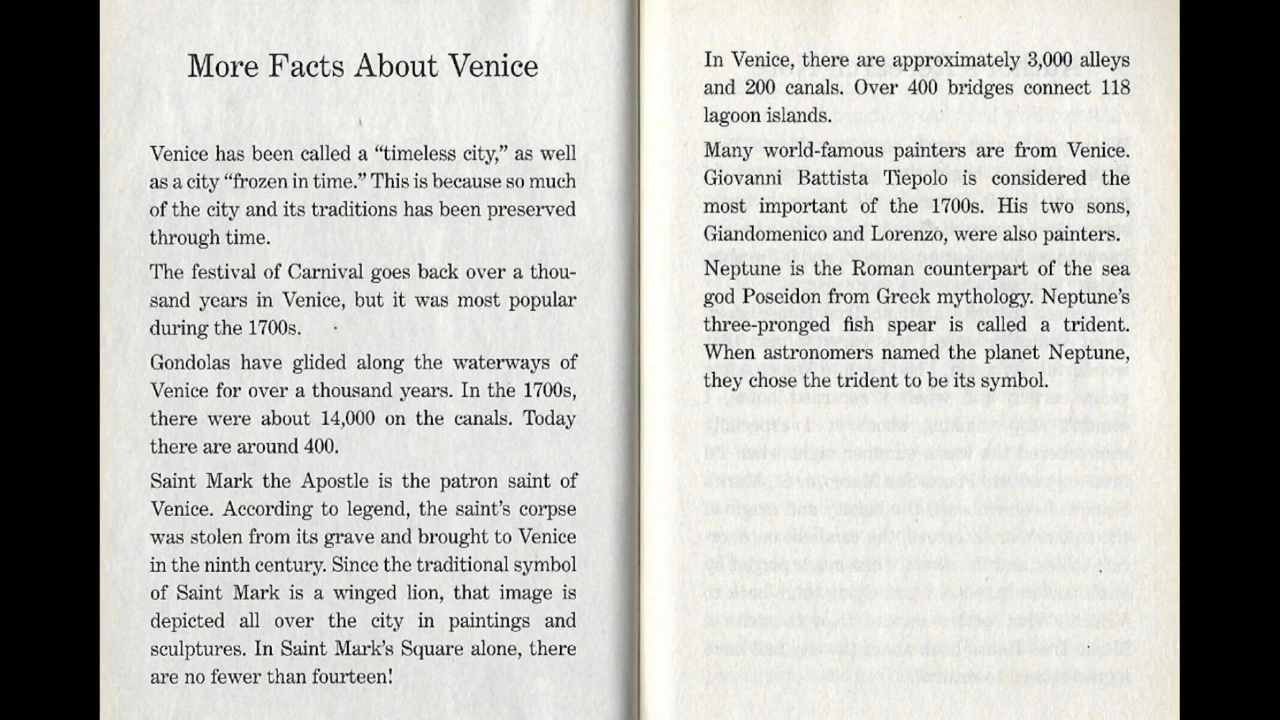 More Facts About Venice
Venice has been called a “timeless city,” as well
as a city “frozen in time.” This is because so much
of the city and its traditions has been preserved
through time.
The festival of Carnival goes back over a thou-
sand years in Venice, but it was most popular
during the 1700s.
Gondolas have glided along the waterways of
Venice for over a thousand years. In the 1700s,
there were about 14,000 on the canals. Today
there are around 400.
Saint Mark the Apostle is the patron saint of
Venice. According to legend, the saint’s corpse
was stolen from its grave and brought to Venice
in the ninth century. Since the traditional symbol
of Saint Mark is a winged lion, that image is
depicted all over the city in paintings and
sculptures. In Saint Mark’s Square alone, there
are no fewer than fourteen!
In Venice, there are approximately 3,000 alleys
and 200 canals. Over 400 bridges connect 118
lagoon islands.
Many world-famous painters are from Venice.
Giovanni Battista Tiepolo is considered the
most important of the 1700s. His two sons,
Giandomenico and Lorenzo, were also painters.
Neptune is the Roman counterpart of the sea
god Poseidon from Greek mythology. Neptune’s
three-pronged fish spear is called a trident.
When astronomers named the planet Neptune,
they chose the trident to be its symbol.